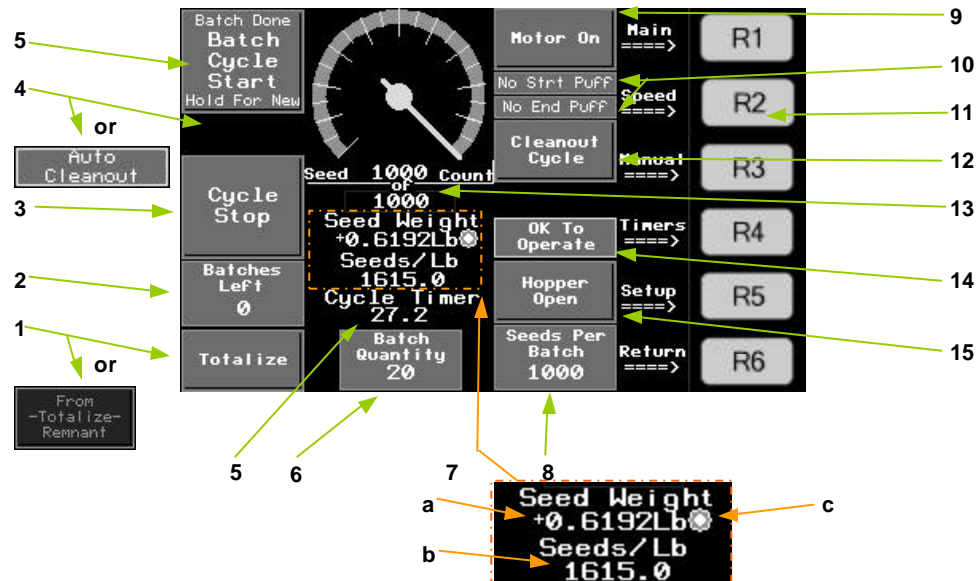 5
Batch Done
Batch
Cycle
Start
Hold For New
4
or
Auto
Cleanout
3
Cycle
Stop
2
Batches
Left
0
1
Totalize
or
From
-Totalize-
Remnant
Seed 1000 Count
of
1000
Seed Weight
+0.6192Lb
Seeds/Lb
1615.0
Cycle Timer
27.2
Batch
Quantity
20
Motor On
No Strt Puff
No End Puff
Cleanout
Cycle
OK To
Operate
Hopper
Open
Seeds Per
Batch
1000
Main
====>
Speed
Manual
====>
Timers
====>
Setup
====>
Return
====>
R1
R2
R3
R4
R5
R6
9
10
11
12
13
14
15
5
6
7
8
a
b
c
Seed Weight
+0.6192Lb
Seeds/Lb
1615.0